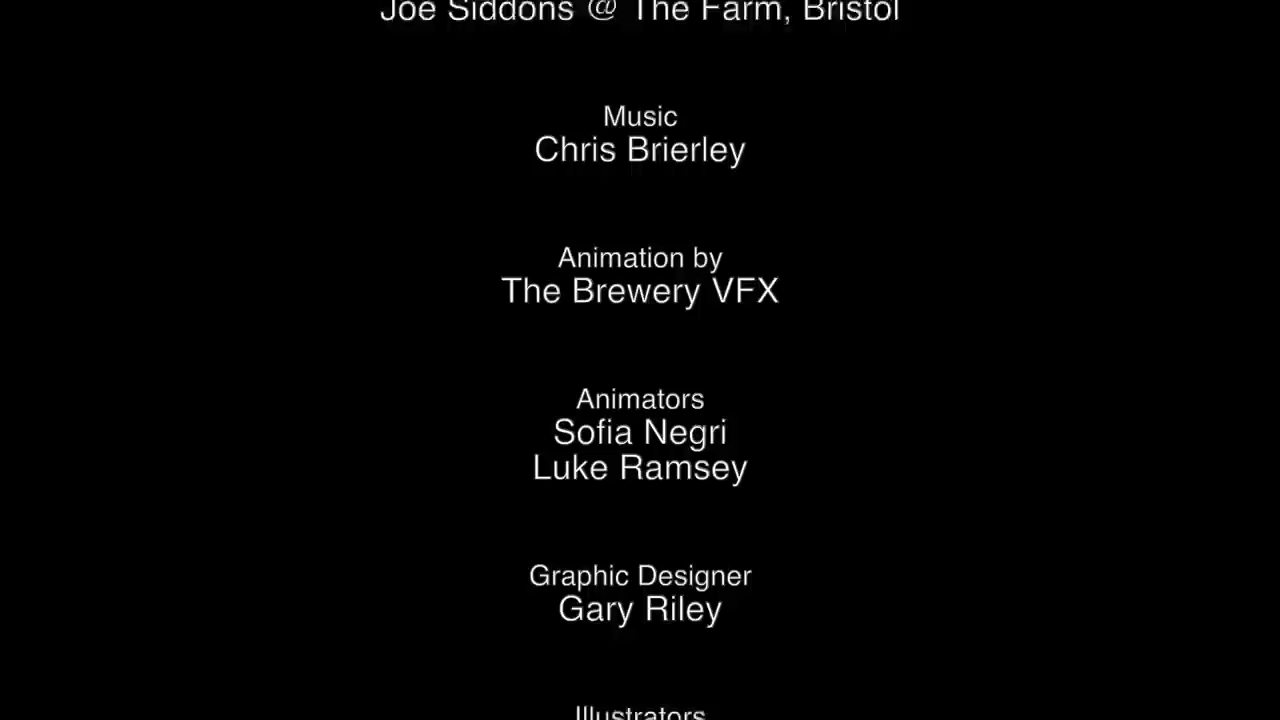 Joe Siddons @ The Farm, Bristol
Music
Chris Brierley
Animation by
The Brewery VFX
Animators
Sofia Negri
Luke Ramsey
Graphic Designer
Gary Riley
Illustrators